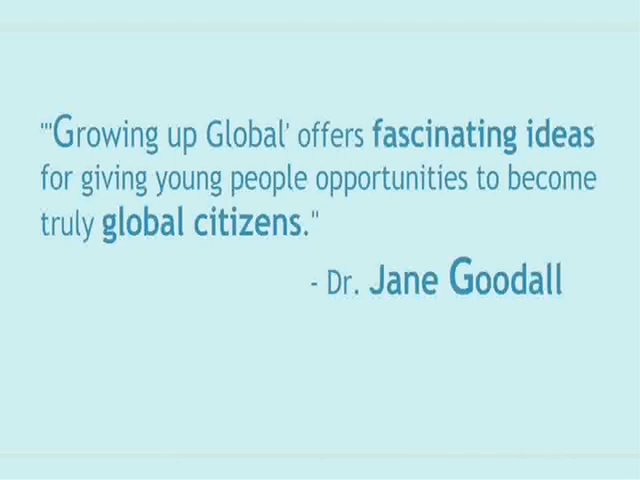 "'Growing up Global' offers fascinating ideas
for giving young people opportunities to become
truly global citizens."
- Dr. Jane Goodall